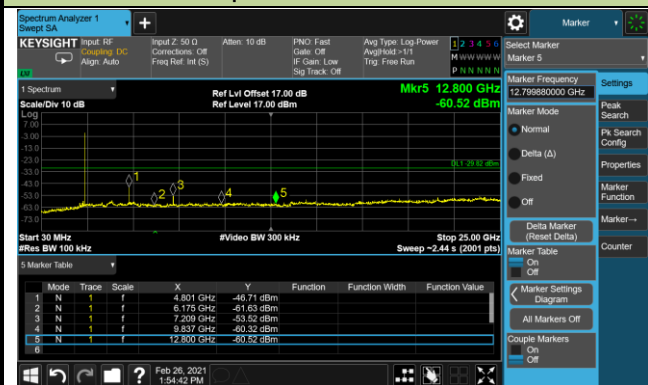 Spectrum Analyzer 1
Swept SA
Marker
KEYSIGHT
Input: RF
Coupling: DC
Align: Auto
Input Z: 50 Ω
Corrections: Off
Freq Ref: Int (S)
Atten: 10 dB
PNO: Fast
Gate: Off
IF Gain: Low
Sig Track: Off
Avg Type: Log-Power
Avg|Hold:>1/1
Trig: Free Run
1 2 3 4 5 6
M W W W W W
P N N N N N
LXI
Select Marker
Marker 5
1 Spectrum
Scale/Div 10 dB
Ref Lvl Offset 17.00 dB
Ref Level 17.00 dBm
Mkr5 12.800 GHz
-60.52 dBm
Log
7.00
-3.00
-13.0
-23.0
-33.0
-43.0
-53.0
-63.0
-73.0
DL1 -29.92 dBm
1
2
3
4
5
Start 30 MHz
#Res BW 100 kHz
#Video BW 300 kHz
Stop 25.00 GHz
Sweep ~2.44 s (2001 pts)
5 Marker Table
Mode Trace Scale X Y Function Function Width Function Value
1 N 1 f 4.801 GHz -46.71 dBm
2 N 1 f 6.175 GHz -61.63 dBm
3 N 1 f 7.209 GHz -53.52 dBm
4 N 1 f 9.837 GHz -60.32 dBm
5 N 1 f 12.800 GHz -60.52 dBm
6
Marker Frequency
12.799880000 GHz
Marker Mode
Normal
Delta (Δ)
Fixed
Off
Delta Marker
(Reset Delta)
Marker Table
On
Off
Marker Settings
Diagram
All Markers Off
Couple Markers
On
Off
Settings
Peak
Search
Pk Search
Config
Properties
Marker
Function
Marker→
Counter
Feb 26, 2021
1:54:42 PM